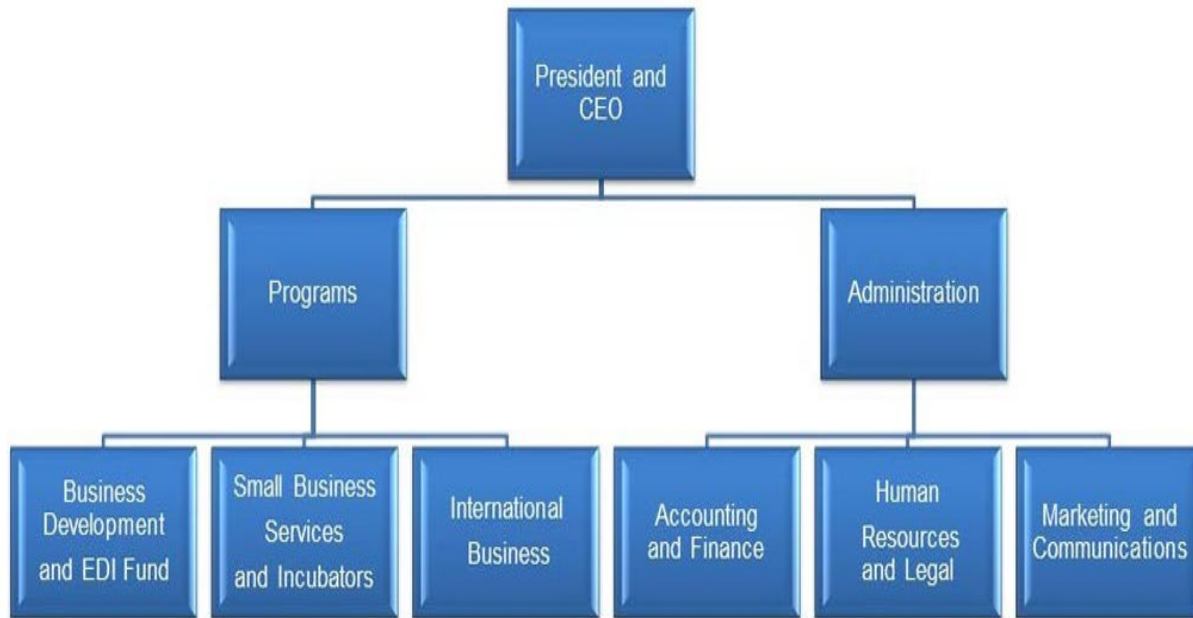 President and
CEO
Programs
Administration
Business
Development
and EDI Fund
Small Business
Services
and Incubators
International
Business
Accounting
and Finance
Human
Resources
and Legal
Marketing and
Communications